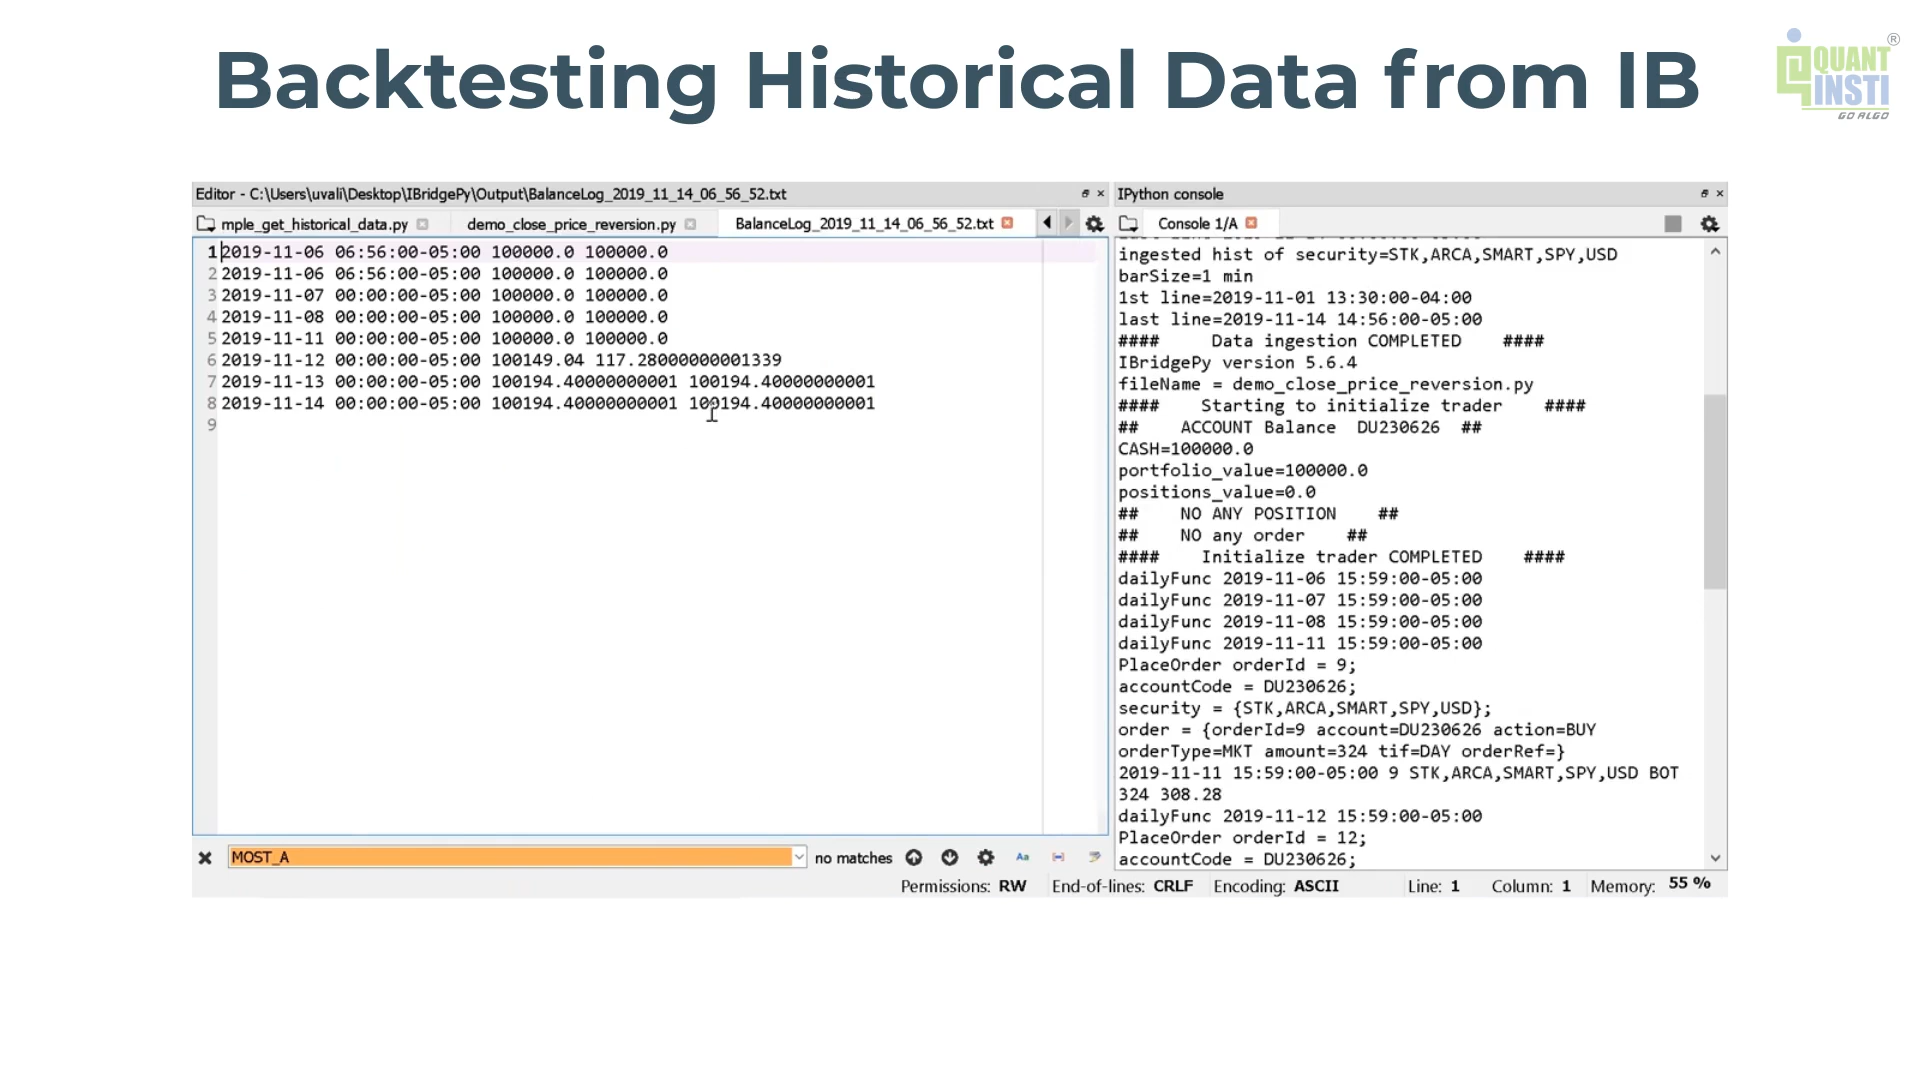 Backtesting Historical Data from IB
QUANT
INSTI
®
GO ALGO
Editor - C:\Users\uvali\Desktop\IBridgePy\Output\BalanceLog_2019_11_14_06_56_52.txt
mple_get_historical_data.py
demo_close_price_reversion.py
BalanceLog_2019_11_14_06_56_52.txt
1 2019-11-06 06:56:00-05:00 100000.0 100000.0
2 2019-11-06 06:56:00-05:00 100000.0 100000.0
3 2019-11-07 00:00:00-05:00 100000.0 100000.0
4 2019-11-08 00:00:00-05:00 100000.0 100000.0
5 2019-11-11 00:00:00-05:00 100000.0 100000.0
6 2019-11-12 00:00:00-05:00 100149.04 117.28000000001339
7 2019-11-13 00:00:00-05:00 100194.40000000001 100194.40000000001
8 2019-11-14 00:00:00-05:00 100194.40000000001 100194.40000000001
9
MOST_A
no matches
Aa
IPython console
Console 1/A
ingested hist of security=STK,ARCA,SMART,SPY,USD
barSize=1 min
1st line=2019-11-01 13:30:00-04:00
last line=2019-11-14 14:56:00-05:00
#### Data ingestion COMPLETED ####
IBridgePy version 5.6.4
fileName = demo_close_price_reversion.py
#### Starting to initialize trader ####
## ACCOUNT Balance DU230626 ##
CASH=100000.0
portfolio_value=100000.0
positions_value=0.0
## NO ANY POSITION ##
## NO any order ##
#### Initialize trader COMPLETED ####
dailyFunc 2019-11-06 15:59:00-05:00
dailyFunc 2019-11-07 15:59:00-05:00
dailyFunc 2019-11-08 15:59:00-05:00
dailyFunc 2019-11-11 15:59:00-05:00
PlaceOrder orderId = 9;
accountCode = DU230626;
security = {STK,ARCA,SMART,SPY,USD};
order = {orderId=9 account=DU230626 action=BUY
orderType=MKT amount=324 tif=DAY orderRef=}
2019-11-11 15:59:00-05:00 9 STK,ARCA,SMART,SPY,USD BOT
324 308.28
dailyFunc 2019-11-12 15:59:00-05:00
PlaceOrder orderId = 12;
accountCode = DU230626;
Permissions: RW End-of-lines: CRLF Encoding: ASCII Line: 1 Column: 1 Memory: 55 %